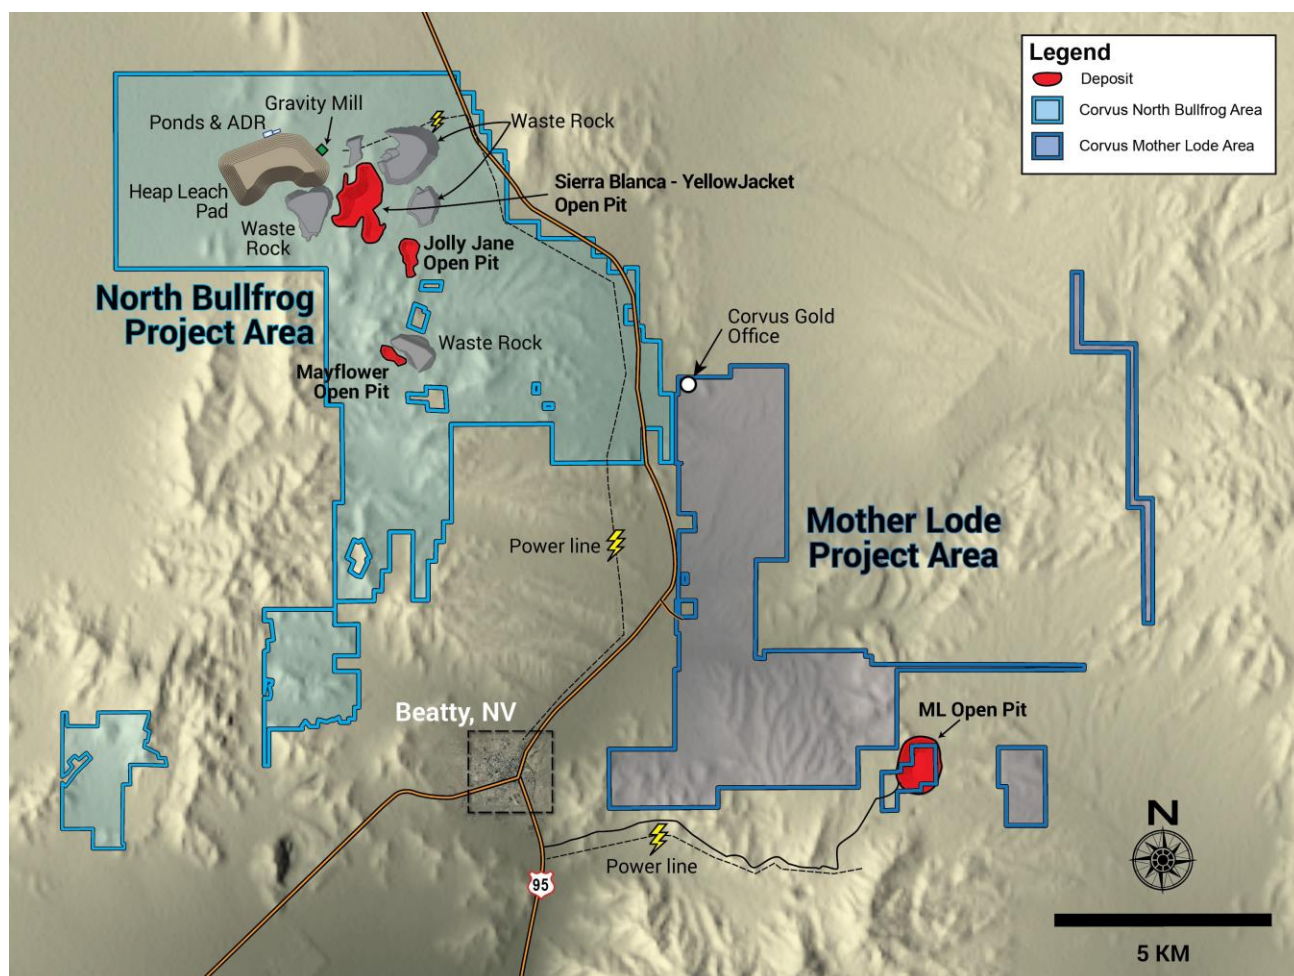 Legend
Deposit
Corvus North Bullfrog Area
Corvus Mother Lode Area
Gravity Mill
Ponds & ADR
Waste Rock
Heap Leach
Pad
Sierra Blanca - YellowJacket
Open Pit
Waste
Rock
Jolly Jane
Open Pit
North Bullfrog
Project Area
Corvus Gold
Office
Waste Rock
Mayflower
Open Pit
Mother Lode
Project Area
Power line
Beatty, NV
ML Open Pit
N
Power line
95
5 KM